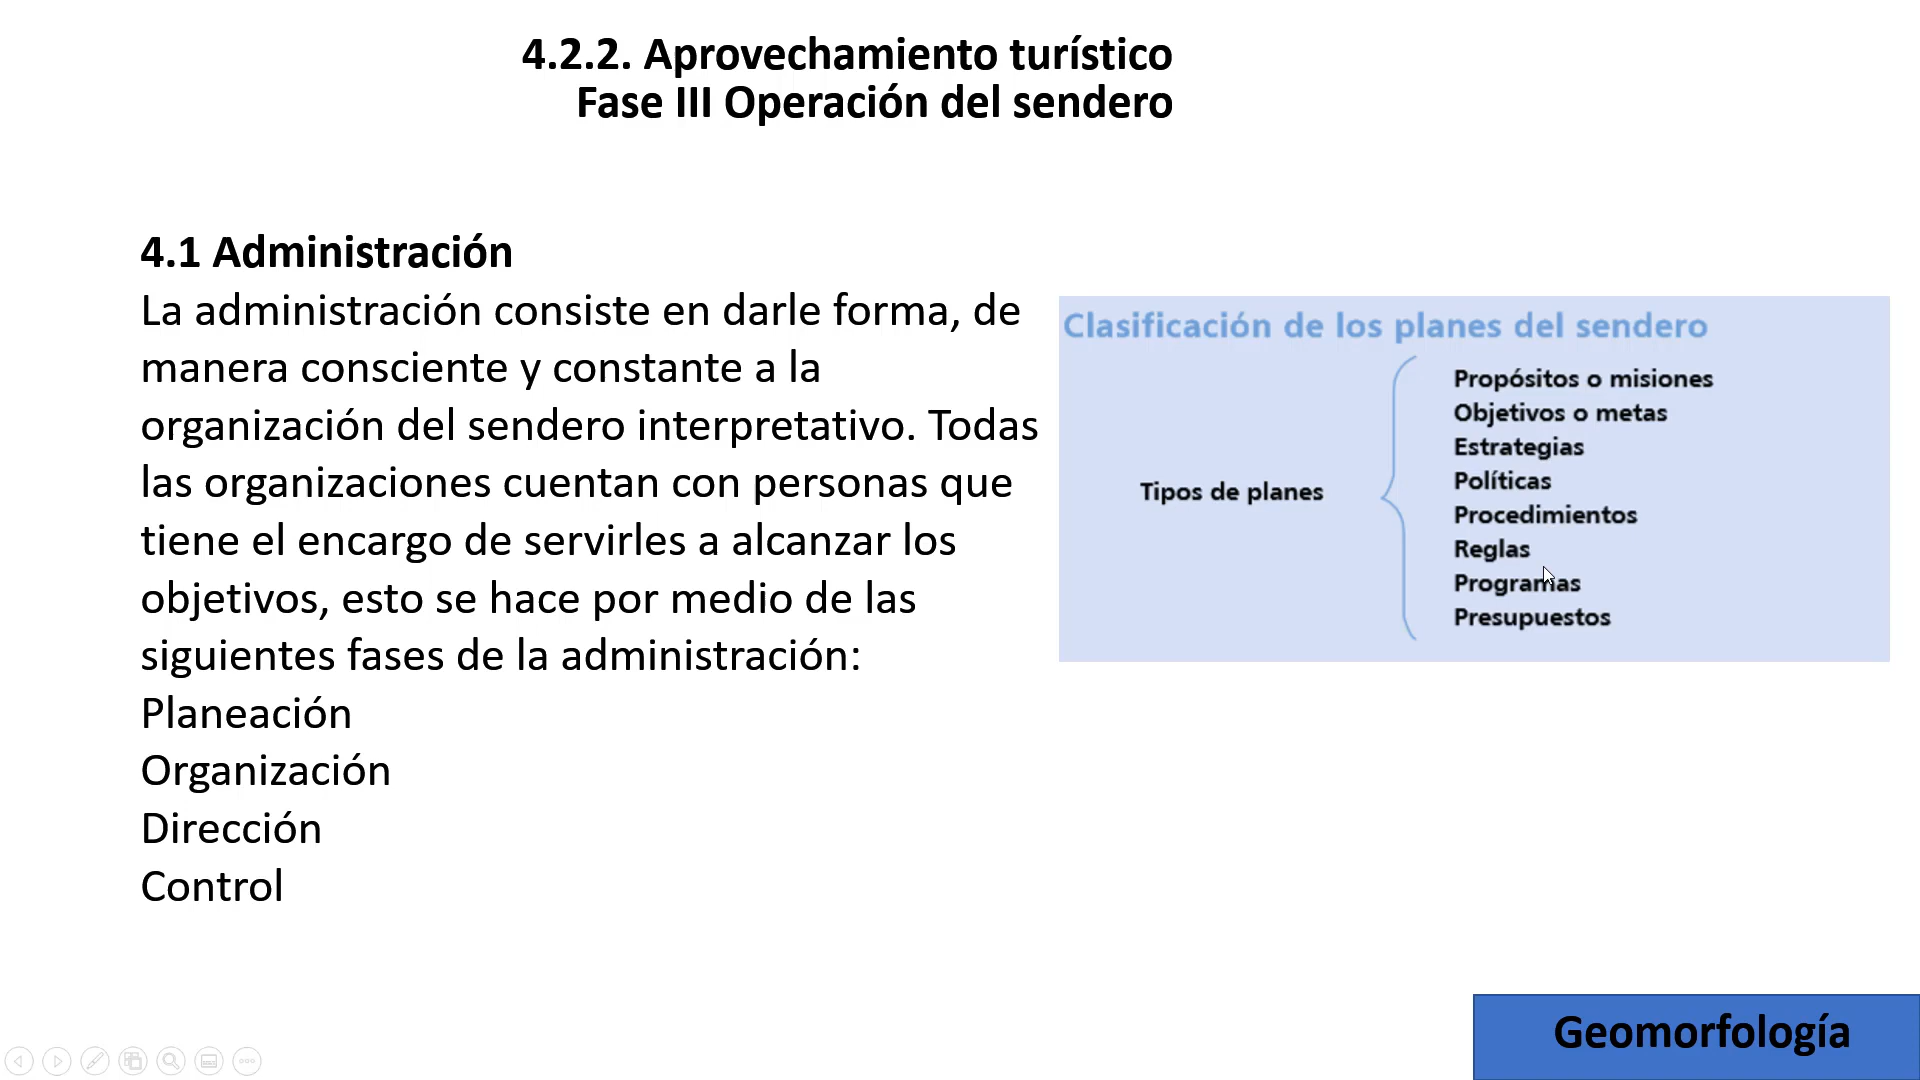 4.2.2. Aprovechamiento turístico
Fase III Operación del sendero
4.1 Administración
La administración consiste en darle forma, de
manera consciente y constante a la
organización del sendero interpretativo. Todas
las organizaciones cuentan con personas que
tiene el encargo de servirles a alcanzar los
objetivos, esto se hace por medio de las
siguientes fases de la administración:
Planeación
Organización
Dirección
Control
Clasificación de los planes del sendero
Tipos de planes
Propósitos o misiones
Objetivos o metas
Estrategias
Políticas
Procedimientos
Reglas
Programas
Presupuestos
Geomorfología